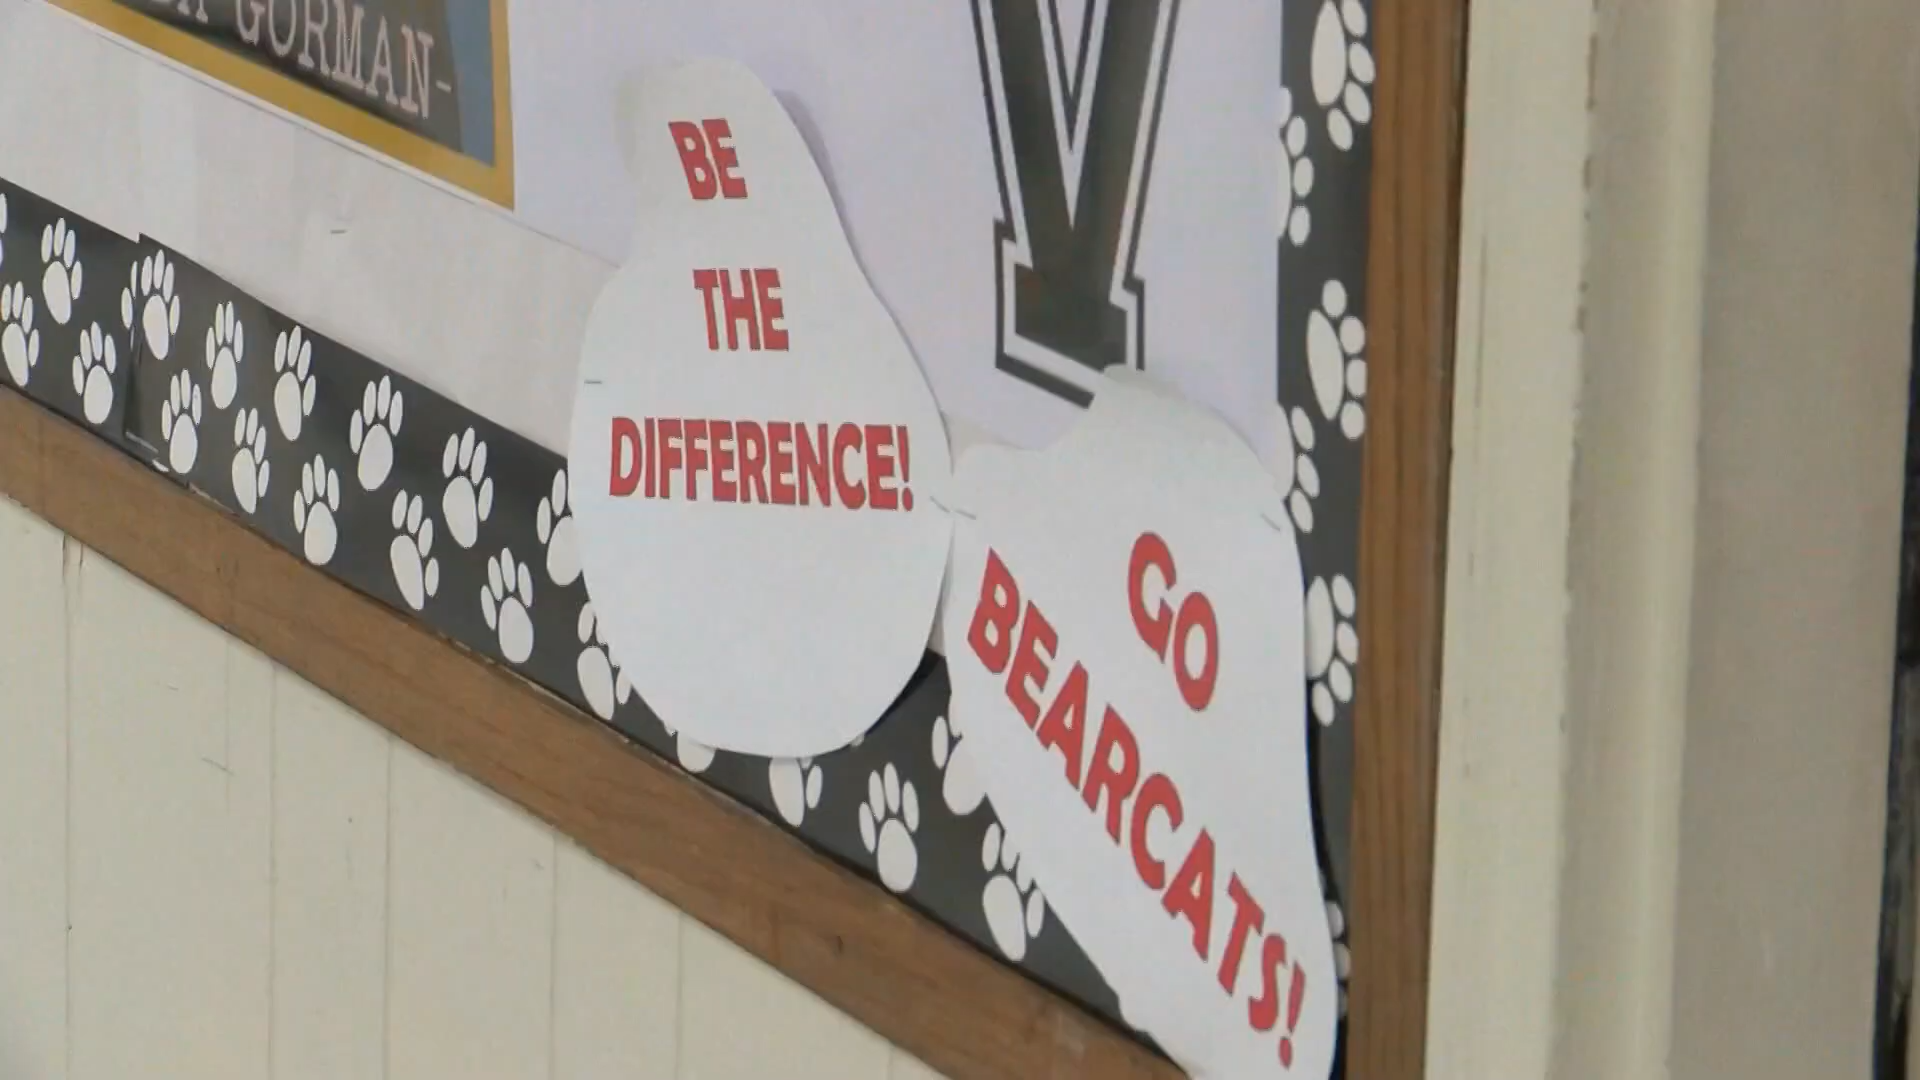 GORMAN-
V
BE
THE
DIFFERENCE!
GO
BEARCATS!